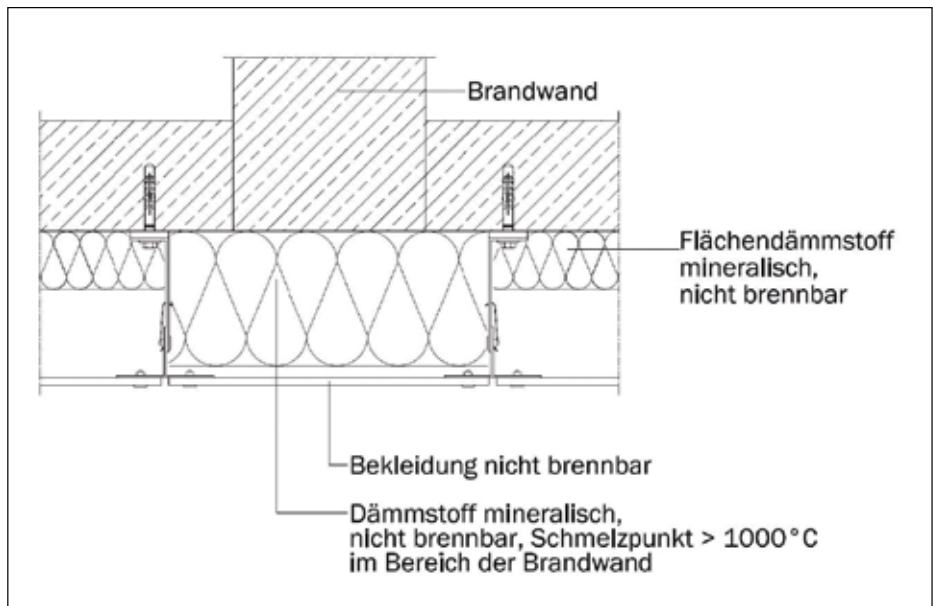 Brandwand
Flächendämmstoff
mineralisch,
nicht brennbar
Bekleidung nicht brennbar
Dämmstoff mineralisch,
nicht brennbar, Schmelzpunkt > 1000°C
im Bereich der Brandwand